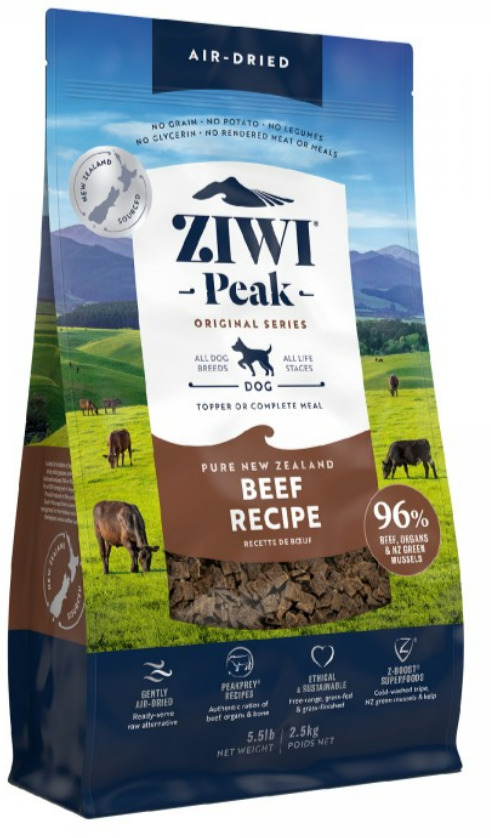 AIR-DRIED
NO GRAIN • NO POTATO • NO LEGUMES
NO GLYCERIN • NO RENDERED MEAT OR MEALS
NEW ZEALAND
SOURCED
ZIWI®
Peak
ORIGINAL SERIES
ALL DOG
BREEDS
ALL LIFE
STAGES
DOG
TOPPER OR COMPLETE MEAL
PURE NEW ZEALAND
BEEF
RECIPE
RECETTE DE BŒUF
96%
BEEF, ORGANS
& NZ GREEN
MUSSELS
NEW ZEALAND
SOURCED
GENTLY
AIR-DRIED
Ready-serve
raw alternative
PEAKPREY®
RECIPES
Authentic ratios of
beef organs & bone
ETHICAL
& SUSTAINABLE
Free-range, grass-fed
& grass-finished
Z-BOOST®
SUPERFOODS
Cold-washed tripe,
NZ green mussels & kelp
5.5lb
NET WEIGHT
2.5kg
POIDS NET